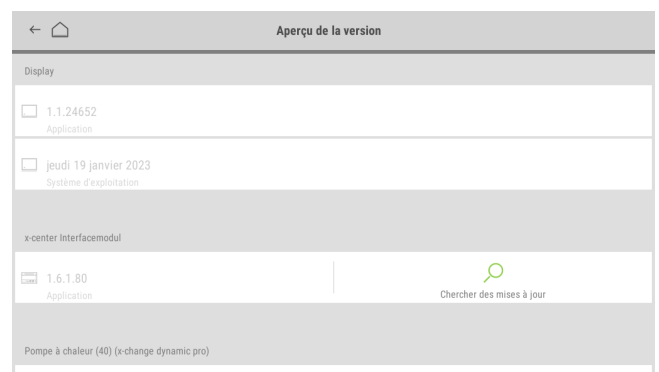 Aperçu de la version
Display
1.1.24652
Application
jeudi 19 janvier 2023
Système d'exploitation
x-center Interfacemodul
1.6.1.80
Application
Chercher des mises à jour
Pompe à chaleur (40) (x-change dynamic pro)